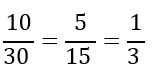 10/30 = 5/15 = 1/3